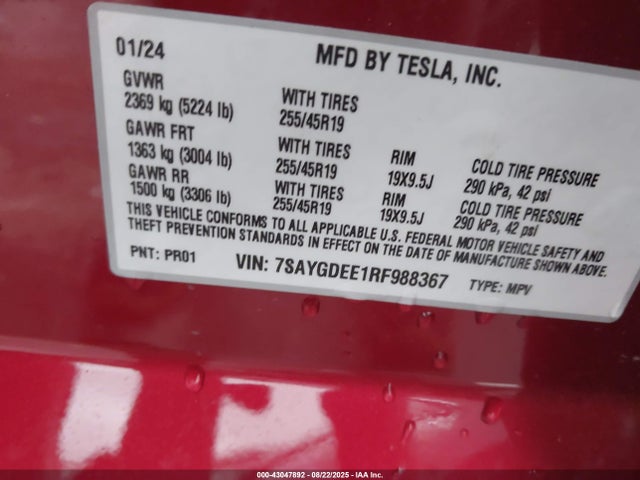 01/24 MFD BY TESLA, INC.
GVWR
2369 kg (5224 lb) WITH TIRES 255/45R19
GAWR FRT
1363 kg (3004 lb) WITH TIRES 255/45R19 RIM 19X9.5J COLD TIRE PRESSURE 290 kPa, 42 psi
GAWR RR
1500 kg (3306 lb) WITH TIRES 255/45R19 RIM 19X9.5J COLD TIRE PRESSURE 290 kPa, 42 psi
THIS VEHICLE CONFORMS TO ALL APPLICABLE U.S. FEDERAL MOTOR VEHICLE SAFETY AND
THEFT PREVENTION STANDARDS IN EFFECT ON THE DATE OF MANUFACTURE SHOWN ABOVE.
PNT: PR01 VIN: 7SAYGDEE1RF988367 TYPE: MPV
000-43047892 - 08/22/2025 - IAA Inc.